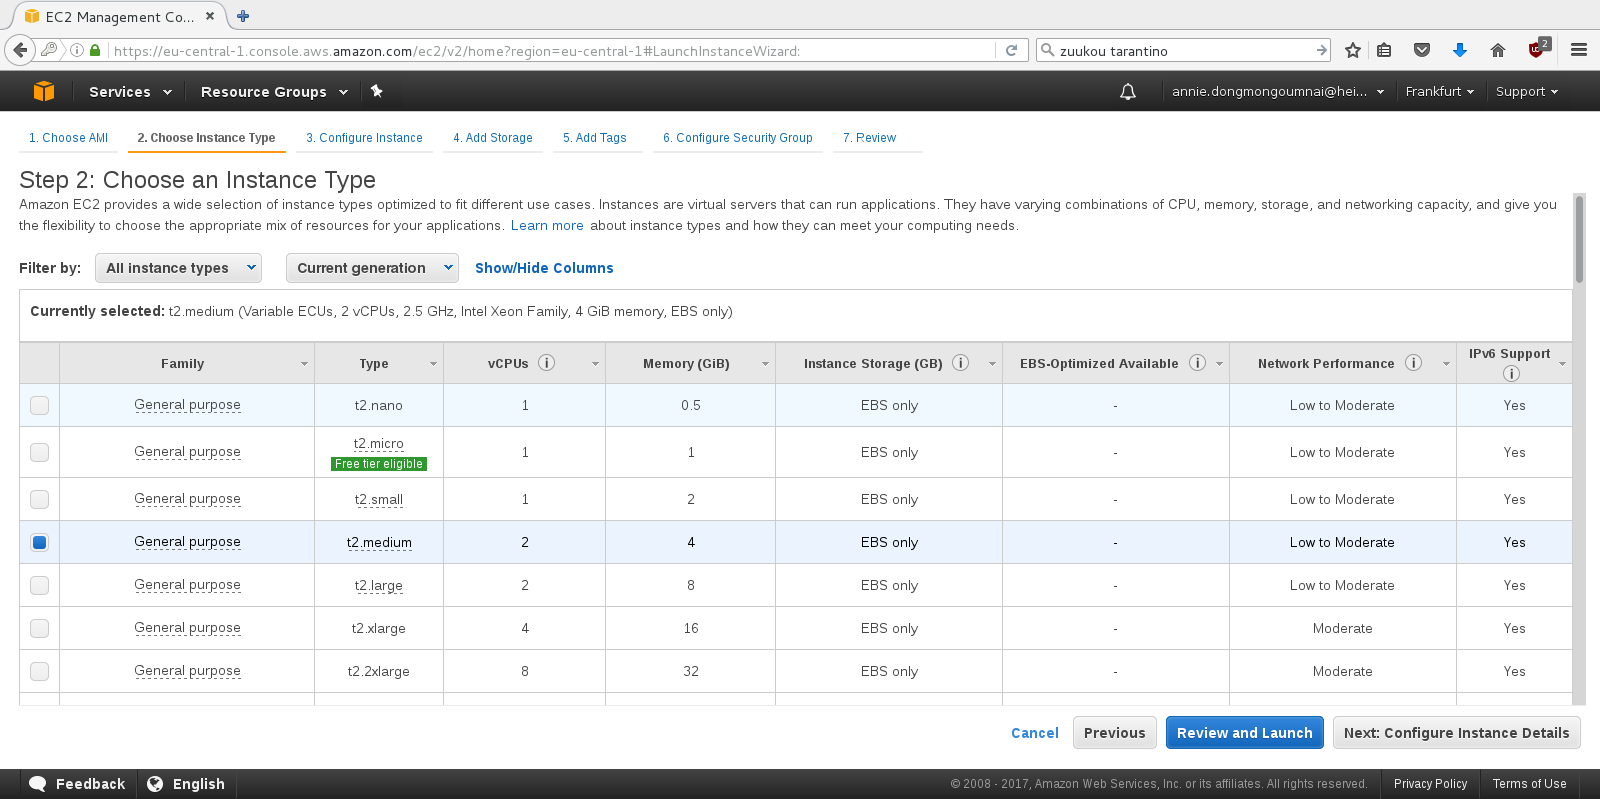 EC2 Management Co...
https://eu-central-1.console.aws.amazon.com/ec2/v2/home?region=eu-central-1#LaunchInstanceWizard:
zuukou tarantino
2
Services
Resource Groups
annie.dongmongoumnai@hei...
Frankfurt
Support
1. Choose AMI
2. Choose Instance Type
3. Configure Instance
4. Add Storage
5. Add Tags
6. Configure Security Group
7. Review
Step 2: Choose an Instance Type
Amazon EC2 provides a wide selection of instance types optimized to fit different use cases. Instances are virtual servers that can run applications. They have varying combinations of CPU, memory, storage, and networking capacity, and give you
the flexibility to choose the appropriate mix of resources for your applications. Learn more about instance types and how they can meet your computing needs.
Filter by: All instance types Current generation Show/Hide Columns
Currently selected: t2.medium (Variable ECUs, 2 vCPUs, 2.5 GHz, Intel Xeon Family, 4 GiB memory, EBS only)
Family Type vCPUs Memory (GiB) Instance Storage (GB) EBS-Optimized Available Network Performance IPv6 Support
General purpose t2.nano 1 0.5 EBS only - Low to Moderate Yes
General purpose t2.micro 1 1 EBS only - Low to Moderate Yes
Free tier eligible
General purpose t2.small 1 2 EBS only - Low to Moderate Yes
General purpose t2.medium 2 4 EBS only - Low to Moderate Yes
General purpose t2.large 2 8 EBS only - Low to Moderate Yes
General purpose t2.xlarge 4 16 EBS only - Moderate Yes
General purpose t2.2xlarge 8 32 EBS only - Moderate Yes
Cancel Previous Review and Launch Next: Configure Instance Details
Feedback English © 2008 - 2017, Amazon Web Services, Inc. or its affiliates. All rights reserved. Privacy Policy Terms of Use